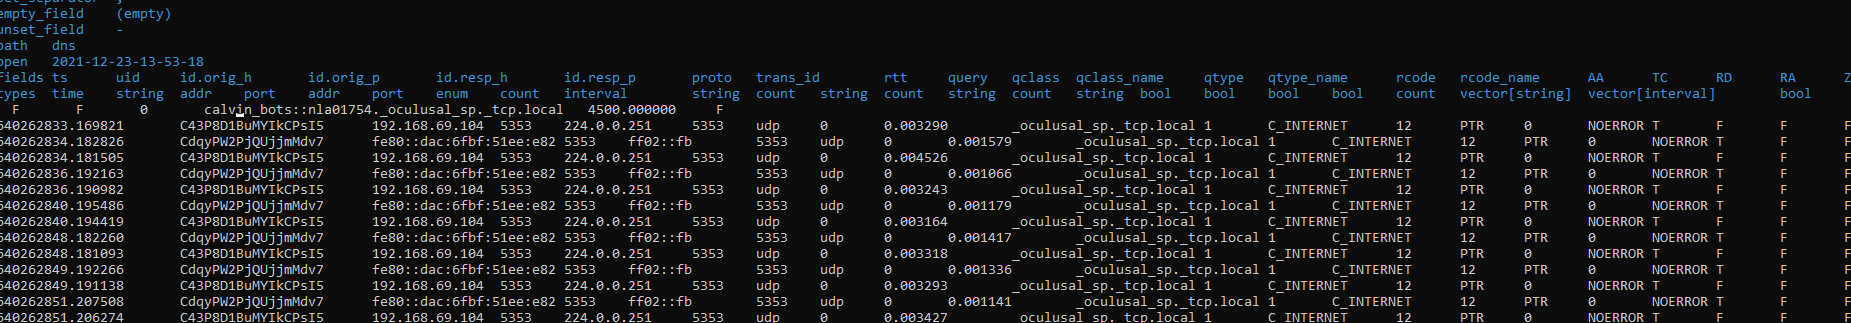 empty_field (empty)
unset_field -
path dns
open 2021-12-23-13-53-18
fields ts uid id.orig_h id.orig_p id.resp_h id.resp_p proto trans_id rtt query qclass qclass_name qtype qtype_name rcode rcode_name AA TC RD RA Z
types time string addr port addr port enum count interval string count string count string count string bool count string bool bool bool bool count vector[string] vector[interval] bool
F F 0 calvin_bots::nla01754._oculusal_sp._tcp.local 4500.000000 F
640262833.169821 C43P8D1BuMYIkCPsI5 192.168.69.104 5353 224.0.0.251 5353 udp 0 0.003290 _oculusal_sp._tcp.local 1 C_INTERNET 12 PTR 0 NOERROR T F F F
640262834.182826 CdqyPW2PjQUjjmMdv7 fe80::dac:6fbf:51ee:e82 5353 ff02::fb 5353 udp 0 0.001579 _oculusal_sp._tcp.local 1 C_INTERNET 12 PTR 0 NOERROR T F F
640262834.181505 C43P8D1BuMYIkCPsI5 192.168.69.104 5353 224.0.0.251 5353 udp 0 0.004526 _oculusal_sp._tcp.local 1 C_INTERNET 12 PTR 0 NOERROR T F F F
640262836.192163 CdqyPW2PjQUjjmMdv7 fe80::dac:6fbf:51ee:e82 5353 ff02::fb 5353 udp 0 0.001066 _oculusal_sp._tcp.local 1 C_INTERNET 12 PTR 0 NOERROR T F F
640262836.190982 C43P8D1BuMYIkCPsI5 192.168.69.104 5353 224.0.0.251 5353 udp 0 0.003243 _oculusal_sp._tcp.local 1 C_INTERNET 12 PTR 0 NOERROR T F F F
640262840.195486 CdqyPW2PjQUjjmMdv7 fe80::dac:6fbf:51ee:e82 5353 ff02::fb 5353 udp 0 0.001179 _oculusal_sp._tcp.local 1 C_INTERNET 12 PTR 0 NOERROR T F F
640262840.194419 C43P8D1BuMYIkCPsI5 192.168.69.104 5353 224.0.0.251 5353 udp 0 0.003164 _oculusal_sp._tcp.local 1 C_INTERNET 12 PTR 0 NOERROR T F F F
640262848.182260 CdqyPW2PjQUjjmMdv7 fe80::dac:6fbf:51ee:e82 5353 ff02::fb 5353 udp 0 0.001417 _oculusal_sp._tcp.local 1 C_INTERNET 12 PTR 0 NOERROR T F F
640262848.181093 C43P8D1BuMYIkCPsI5 192.168.69.104 5353 224.0.0.251 5353 udp 0 0.003318 _oculusal_sp._tcp.local 1 C_INTERNET 12 PTR 0 NOERROR T F F F
640262849.192266 CdqyPW2PjQUjjmMdv7 fe80::dac:6fbf:51ee:e82 5353 ff02::fb 5353 udp 0 0.001336 _oculusal_sp._tcp.local 1 C_INTERNET 12 PTR 0 NOERROR T F F
640262849.191138 C43P8D1BuMYIkCPsI5 192.168.69.104 5353 224.0.0.251 5353 udp 0 0.003293 _oculusal_sp._tcp.local 1 C_INTERNET 12 PTR 0 NOERROR T F F F
640262851.207508 CdqyPW2PjQUjjmMdv7 fe80::dac:6fbf:51ee:e82 5353 ff02::fb 5353 udp 0 0.001141 _oculusal_sp._tcp.local 1 C_INTERNET 12 PTR 0 NOERROR T F F
640262851.206274 C43P8D1BuMYIkCPsI5 192.168.69.104 5353 224.0.0.251 5353 udp 0 0.003427 _oculusal_sp._tcp.local 1 C_INTERNET 12 PTR 0 NOERROR T F F F